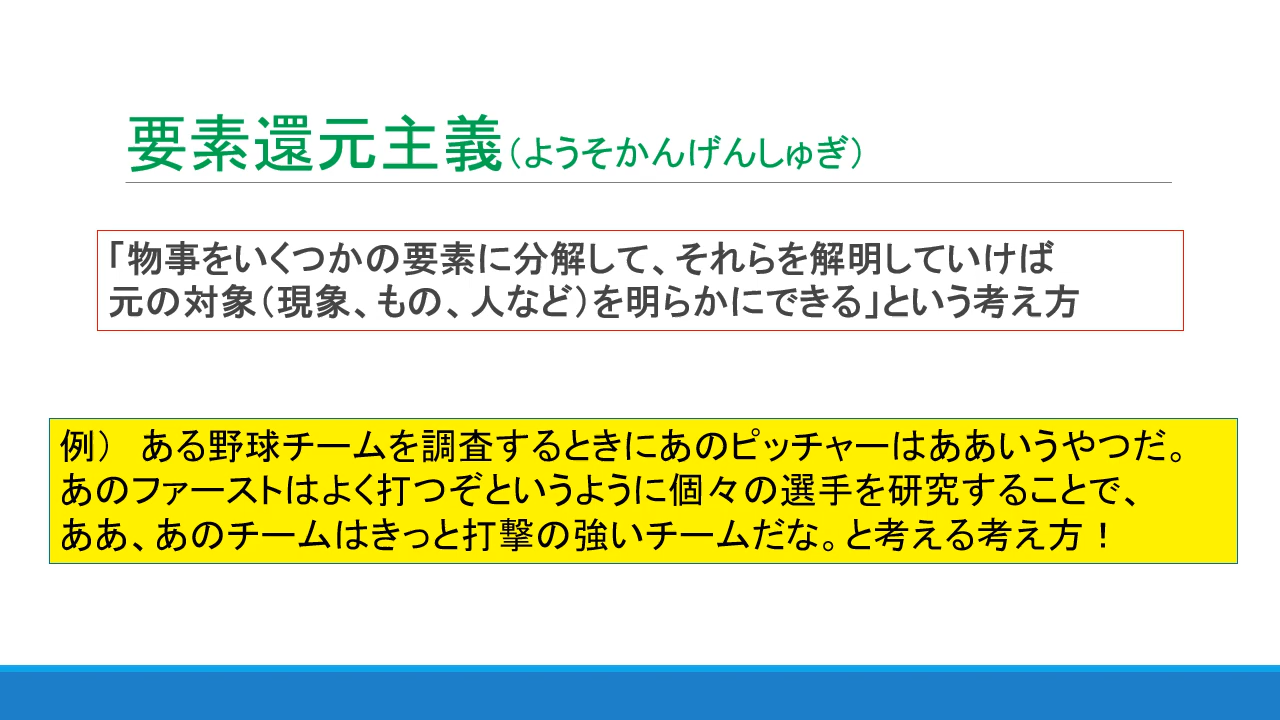 要素還元主義（ようそかんげんしゅぎ）
「物事をいくつかの要素に分解して、それらを解明していけば
元の対象（現象、もの、人など）を明らかにできる」という考え方
例）　ある野球チームを調査するときにあのピッチャーはああいうやつだ。
あのファーストはよく打つぞというように個々の選手を研究することで、
ああ、あのチームはきっと打撃の強いチームだな。と考える考え方！